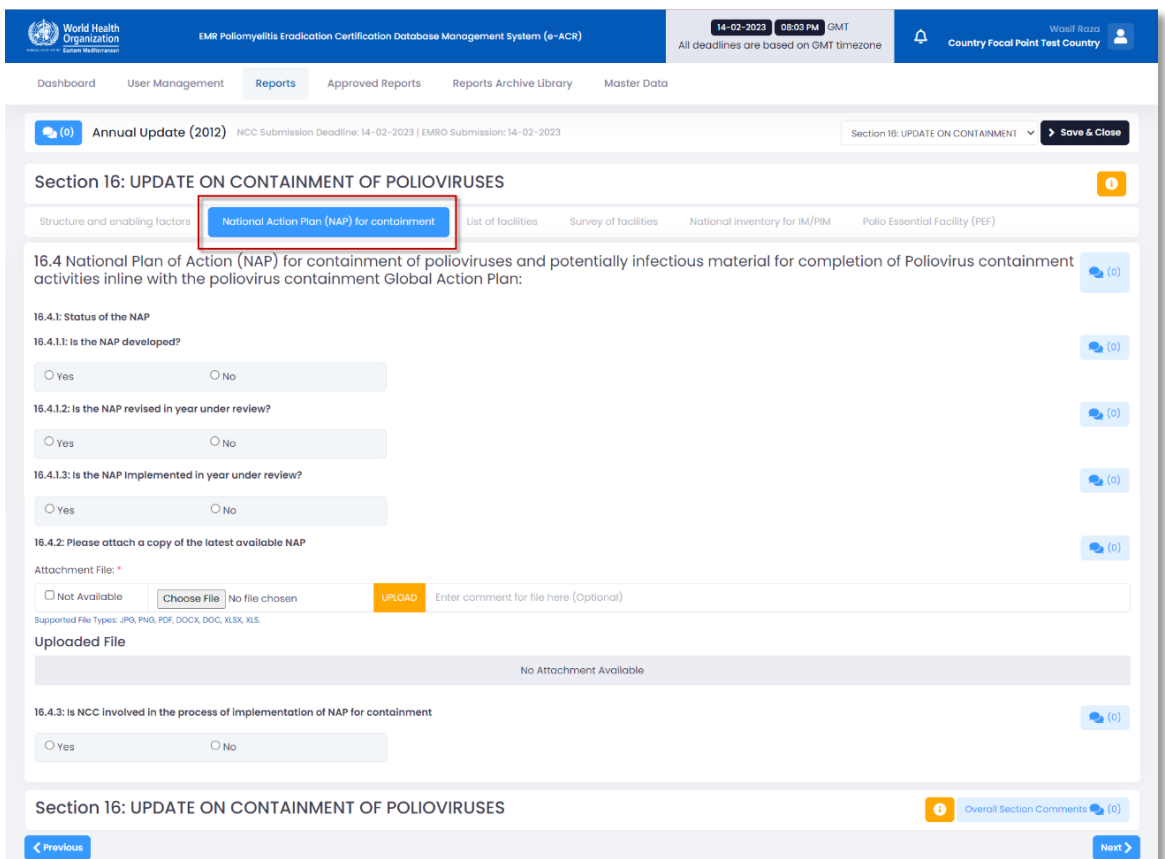 World Health
Organization
Eastern Mediterranean
EMR Poliomyelitis Eradication Certification Database Management System (e-ACR)
14-02-2023 08:03 PM GMT
All deadlines are based on GMT timezone
Wasif Raza
Country Focal Point Test Country
Dashboard User Management Reports Approved Reports Reports Archive Library Master Data
(0) Annual Update (2012) NCC Submission Deadline: 14-02-2023 | EMRO Submission: 14-02-2023
Section 16: UPDATE ON CONTAINMENT
Save & Close
Section 16: UPDATE ON CONTAINMENT OF POLIOVIRUSES
Structure and enabling factors National Action Plan (NAP) for containment List of facilities Survey of facilities National inventory for IM/PIM Polio Essential Facility (PEF)
16.4 National Plan of Action (NAP) for containment of polioviruses and potentially infectious material for completion of Poliovirus containment
activities inline with the poliovirus containment Global Action Plan:
(0)
16.4.1: Status of the NAP
16.4.1.1: Is the NAP developed?
(0)
Yes No
16.4.1.2: Is the NAP revised in year under review?
(0)
Yes No
16.4.1.3: Is the NAP Implemented in year under review?
(0)
Yes No
16.4.2: Please attach a copy of the latest available NAP
(0)
Attachment File: *
Not Available Choose File No file chosen UPLOAD Enter comment for file here (Optional)
Supported File Types: JPG, PNG, PDF, DOCX, DOC, XLSX, XLS.
Uploaded File
No Attachment Available
16.4.3: Is NCC involved in the process of implementation of NAP for containment
(0)
Yes No
Section 16: UPDATE ON CONTAINMENT OF POLIOVIRUSES
Overall Section Comments (0)
Previous Next